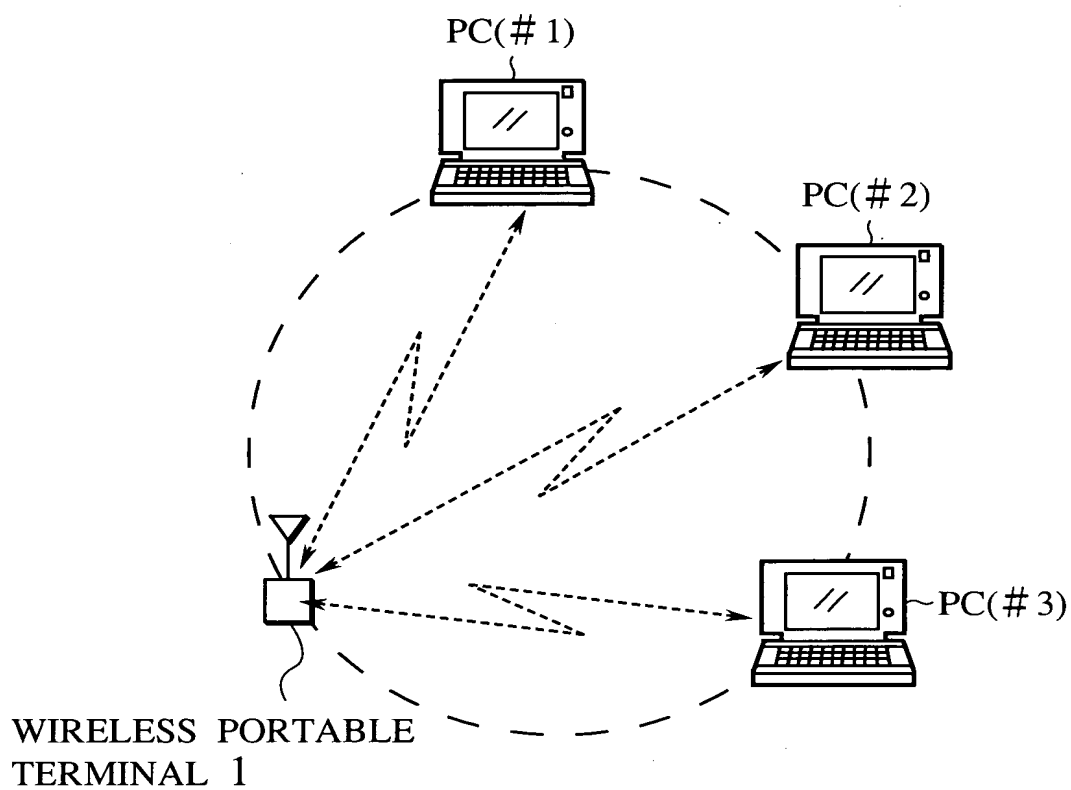 PC(# 1)
PC(# 2)
PC(# 3)
WIRELESS PORTABLE
TERMINAL 1